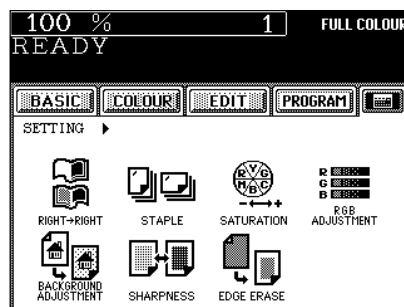 100 % 1 FULL COLOUR
READY
BASIC COLOUR EDIT PROGRAM
SETTING
R Y G M B C
R G B
RIGHT→RIGHT STAPLE SATURATION RGB ADJUSTMENT
BACKGROUND ADJUSTMENT SHARPNESS EDGE ERASE